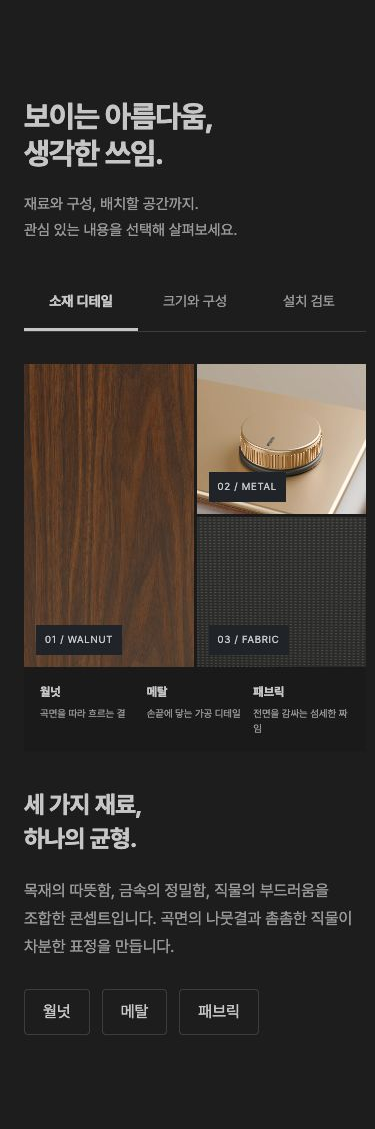 보이는 아름다움,
생각한 쓰임.
재료와 구성, 배치할 공간까지.
관심 있는 내용을 선택해 살펴보세요.
소재 디테일
크기와 구성
설치 검토
02 / METAL
01 / WALNUT
03 / FABRIC
월넛
메탈
패브릭
곡면을 따라 흐르는 결
손끝에 닿는 가공 디테일
전면을 감싸는 섬세한 짜
임
세 가지 재료,
하나의 균형.
목재의 따뜻함, 금속의 정밀함, 직물의 부드러움을
조합한 콘셉트입니다. 곡면의 나뭇결과 촘촘한 직물이
차분한 표정을 만듭니다.
월넛
메탈
패브릭